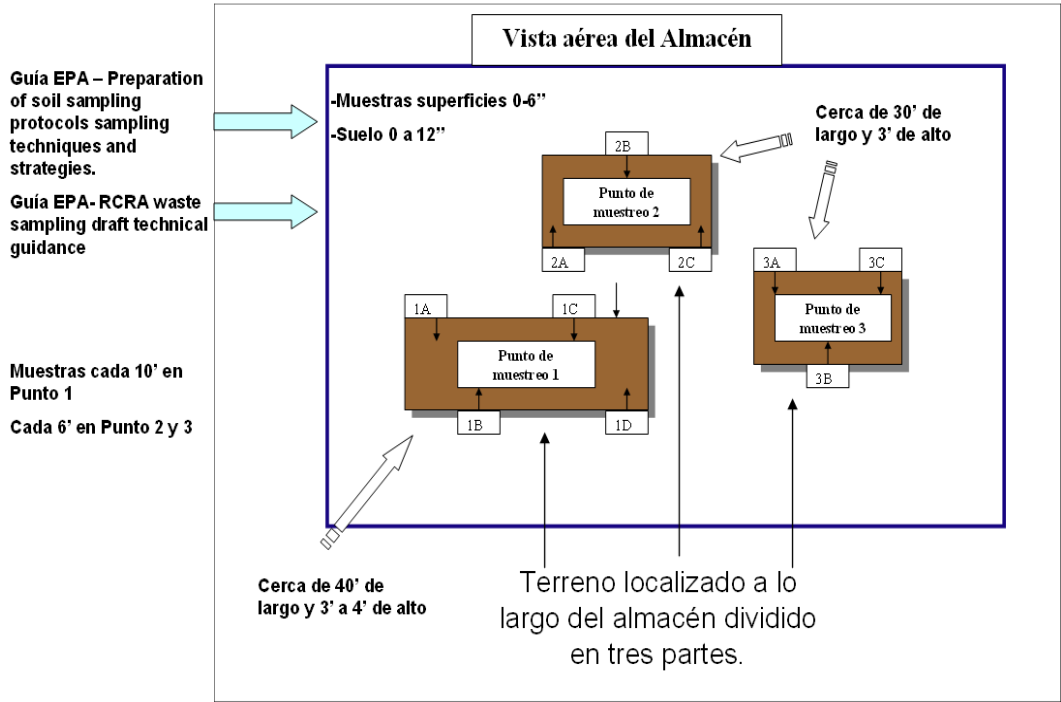 Vista aérea del Almacén
Guía EPA – Preparation
of soil sampling
protocols sampling
techniques and
strategies.
Guía EPA- RCRA waste
sampling draft technical
guidance
Muestras cada 10’ en
Punto 1
Cada 6’ en Punto 2 y 3
-Muestras superficies 0-6”
-Suelo 0 a 12”
Cerca de 30’ de
largo y 3’ de alto
2B
Punto de
muestreo 2
2A
2C
3A
3C
Punto de
muestreo 3
3B
1A
1C
Punto de
muestreo 1
1B
1D
Cerca de 40’ de
largo y 3’ a 4’ de alto
Terreno localizado a lo
largo del almacén dividido
en tres partes.